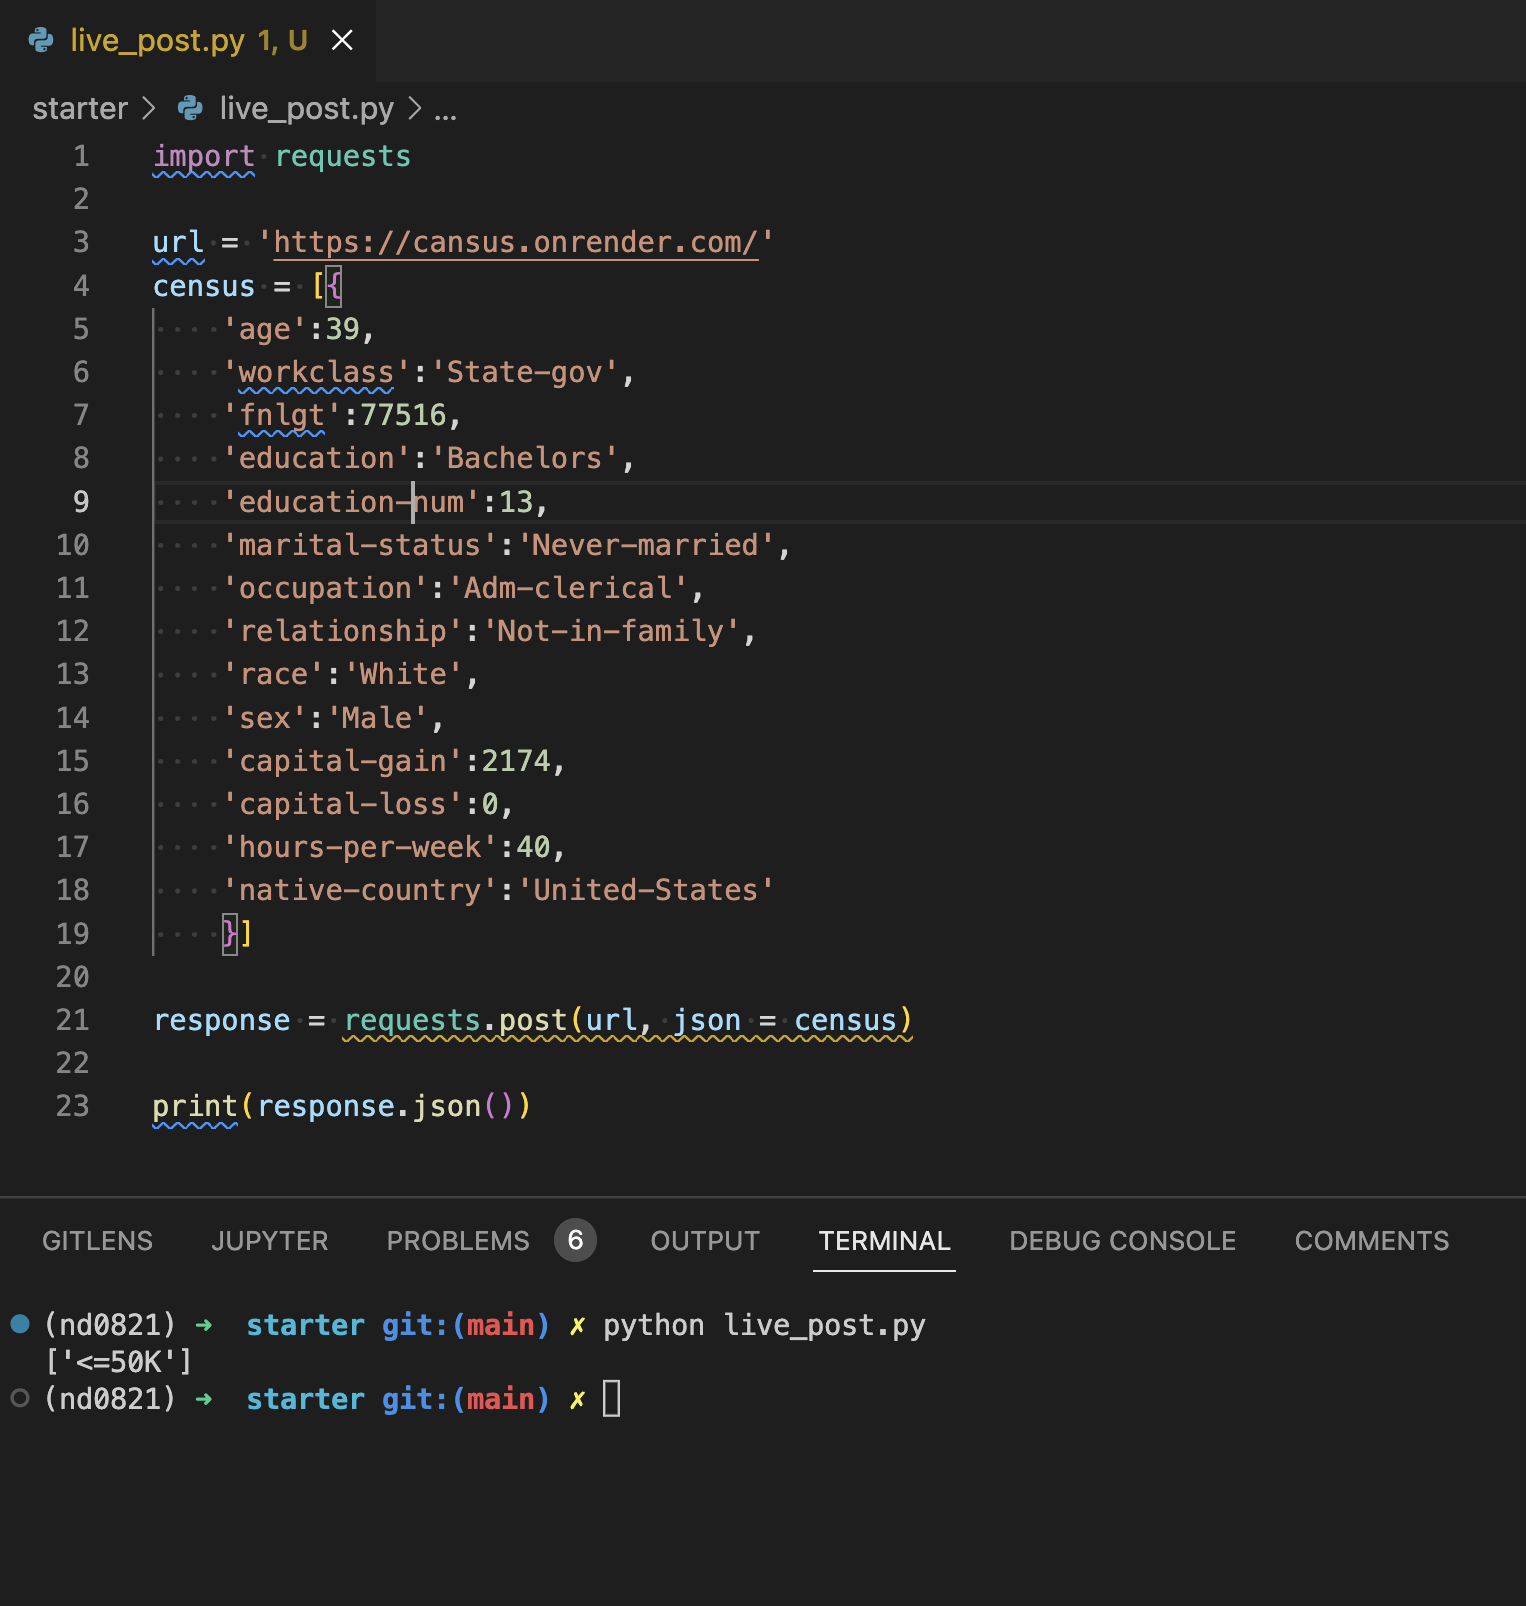 live_post.py 1, U
starter > live_post.py > ...
1 import requests
2
3 url = 'https://cansus.onrender.com/'
4 census = [{
5 'age':39,
6 'workclass':'State-gov',
7 'fnlgt':77516,
8 'education':'Bachelors',
9 'education-num':13,
10 'marital-status':'Never-married',
11 'occupation':'Adm-clerical',
12 'relationship':'Not-in-family',
13 'race':'White',
14 'sex':'Male',
15 'capital-gain':2174,
16 'capital-loss':0,
17 'hours-per-week':40,
18 'native-country':'United-States'
19 }]
20
21 response = requests.post(url, json = census)
22
23 print(response.json())
GITLENS JUPYTER PROBLEMS 6 OUTPUT TERMINAL DEBUG CONSOLE COMMENTS
(nd0821) ➜ starter git:(main) ✗ python live_post.py
['<=50K']
(nd0821) ➜ starter git:(main) ✗